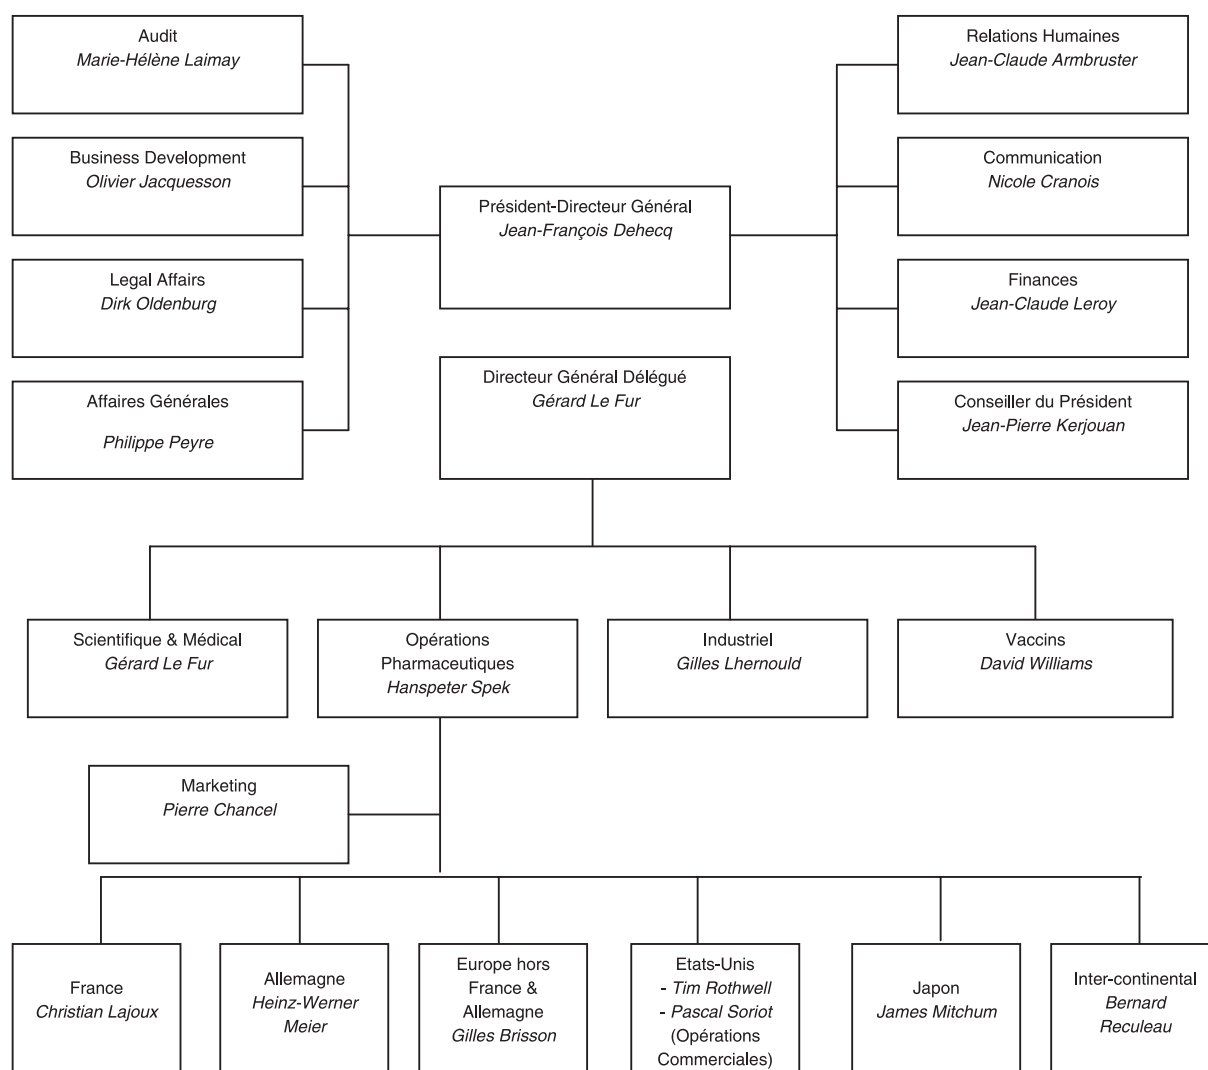 Audit
Marie-Hélène Laimay
Relations Humaines
Jean-Claude Armbruster
Business Development
Olivier Jacquesson
Communication
Nicole Cranois
Président-Directeur Général
Jean-François Dehecq
Legal Affairs
Dirk Oldenburg
Finances
Jean-Claude Leroy
Directeur Général Délégué
Gérard Le Fur
Affaires Générales
Philippe Peyre
Conseiller du Président
Jean-Pierre Kerjouan
Scientifique & Médical
Gérard Le Fur
Opérations
Pharmaceutiques
Hanspeter Spek
Industriel
Gilles Lhernould
Vaccins
David Williams
Marketing
Pierre Chancel
France
Christian Lajoux
Allemagne
Heinz-Werner
Meier
Europe hors
France &
Allemagne
Gilles Brisson
Etats-Unis
- Tim Rothwell
- Pascal Soriot
(Opérations
Commerciales)
Japon
James Mitchum
Inter-continental
Bernard
Reculeau